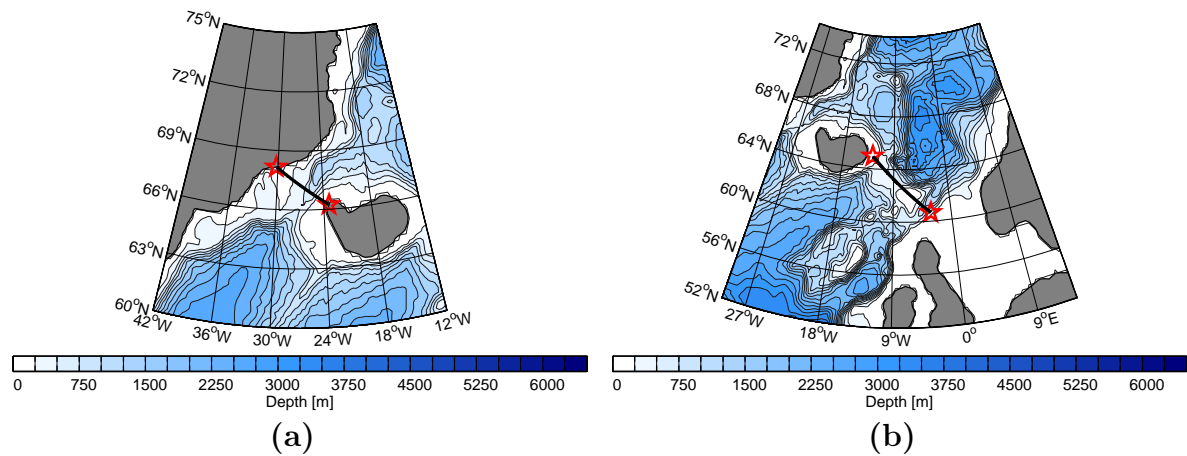 75°N
72°N
69°N
66°N
63°N
60°N
42°W
36°W
30°W
24°W
18°W
12°W
0 750 1500 2250 3000 3750 4500 5250 6000
Depth [m]
(a)
72°N
68°N
64°N
60°N
56°N
52°N
27°W
18°W
9°W
0°
9°E
0 750 1500 2250 3000 3750 4500 5250 6000
Depth [m]
(b)